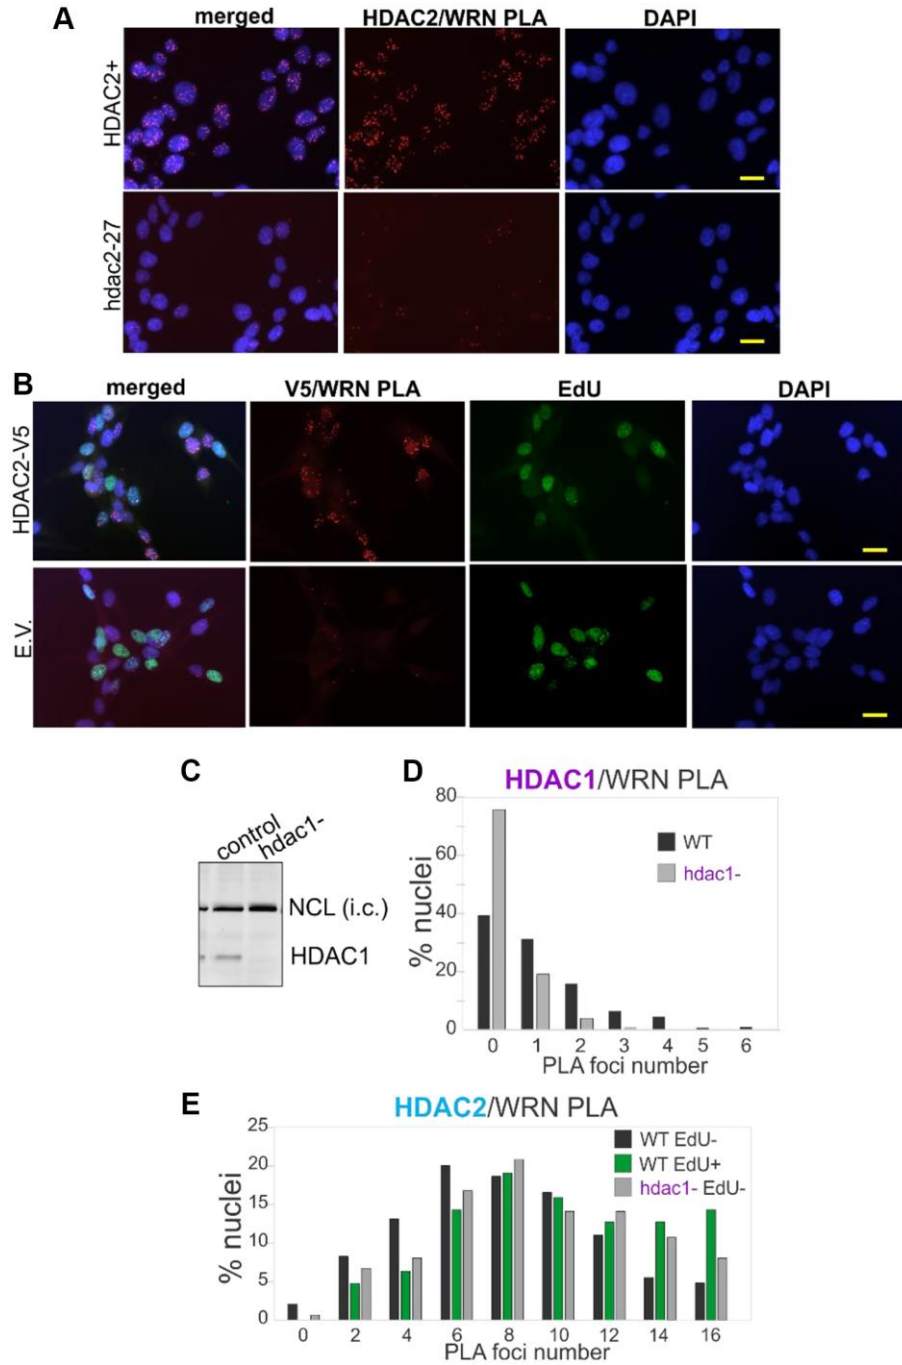 A
merged HDAC2/WRN PLA DAPI
HDAC2+
hdac2-27
B
merged V5/WRN PLA EdU DAPI
HDAC2-V5
E.V.
C
control hdac1-
NCL (i.c.)
HDAC1
D
HDAC1/WRN PLA
% nuclei
80
60
40
20
0
WT
hdac1-
0 1 2 3 4 5 6
PLA foci number
E
HDAC2/WRN PLA
% nuclei
25
20
15
10
5
0
WT EdU-
WT EdU+
hdac1- EdU-
0 2 4 6 8 10 12 14 16
PLA foci number